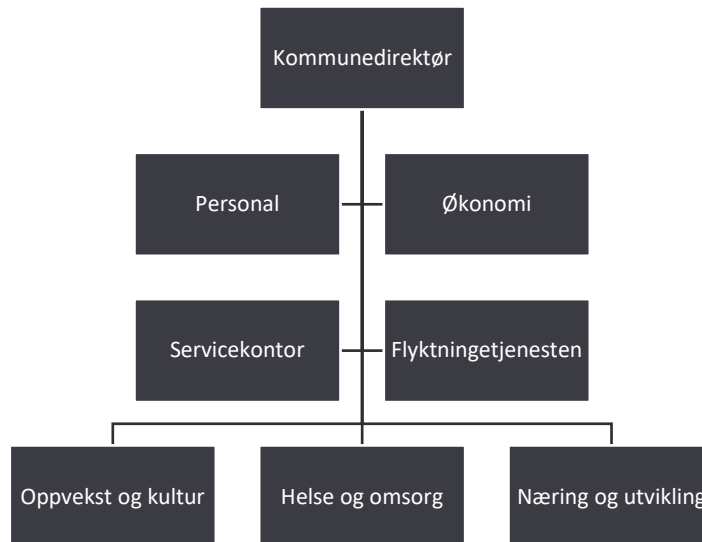 Kommunedirektør
Personal
Økonomi
Servicekontor
Flyktningetjenesten
Oppvekst og kultur
Helse og omsorg
Næring og utvikling